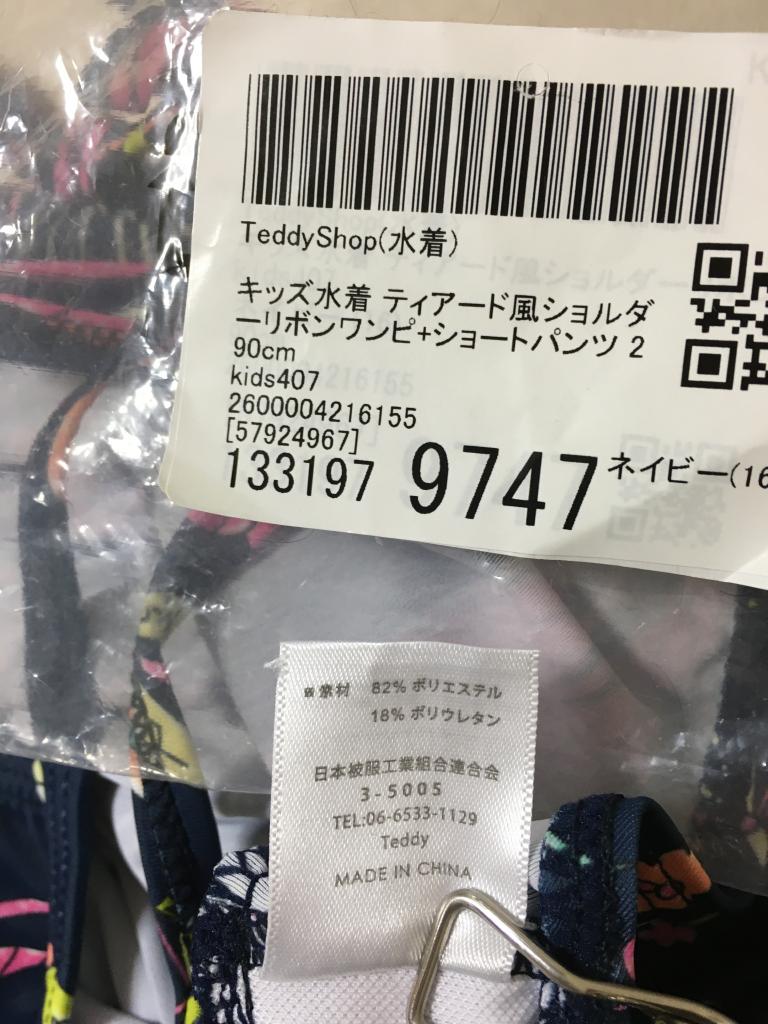 TeddyShop(水着)
キッズ水着 ティアード風ショルダ
ーリボンワンピ+ショートパンツ 2
90cm
kids407
2600004216155
[57924967]
133197 9747 ネイビー(16
素材 82% ポリエステル
18% ポリウレタン
日本被服工業組合連合会
3-5005
TEL:06-6533-1129
Teddy
MADE IN CHINA